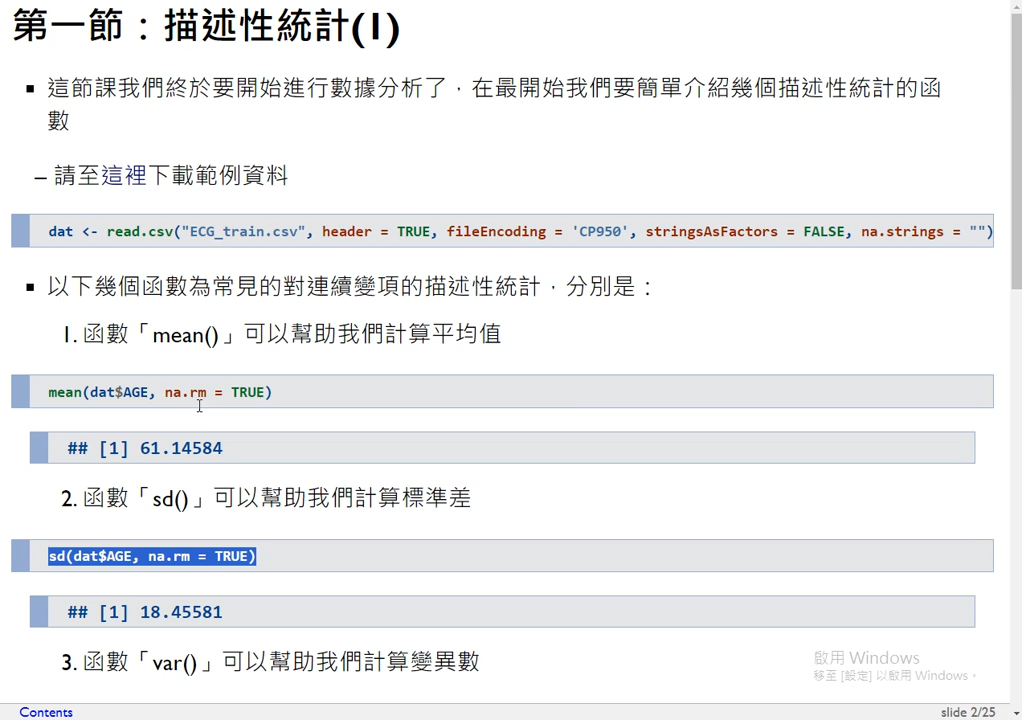 第一節：描述性統計(1)
這節課我們終於要開始進行數據分析了，在最開始我們要簡單介紹幾個描述性統計的函
數
– 請至這裡下載範例資料
dat <- read.csv("ECG_train.csv", header = TRUE, fileEncoding = 'CP950', stringsAsFactors = FALSE, na.strings = "")
以下幾個函數為常見的對連續變項的描述性統計，分別是：
1. 函數「mean()」可以幫助我們計算平均值
mean(dat$AGE, na.rm = TRUE)
## [1] 61.14584
2. 函數「sd()」可以幫助我們計算標準差
sd(dat$AGE, na.rm = TRUE)
## [1] 18.45581
3. 函數「var()」可以幫助我們計算變異數
啟用 Windows
移至 [設定] 以啟用 Windows。
Contents
slide 2/25